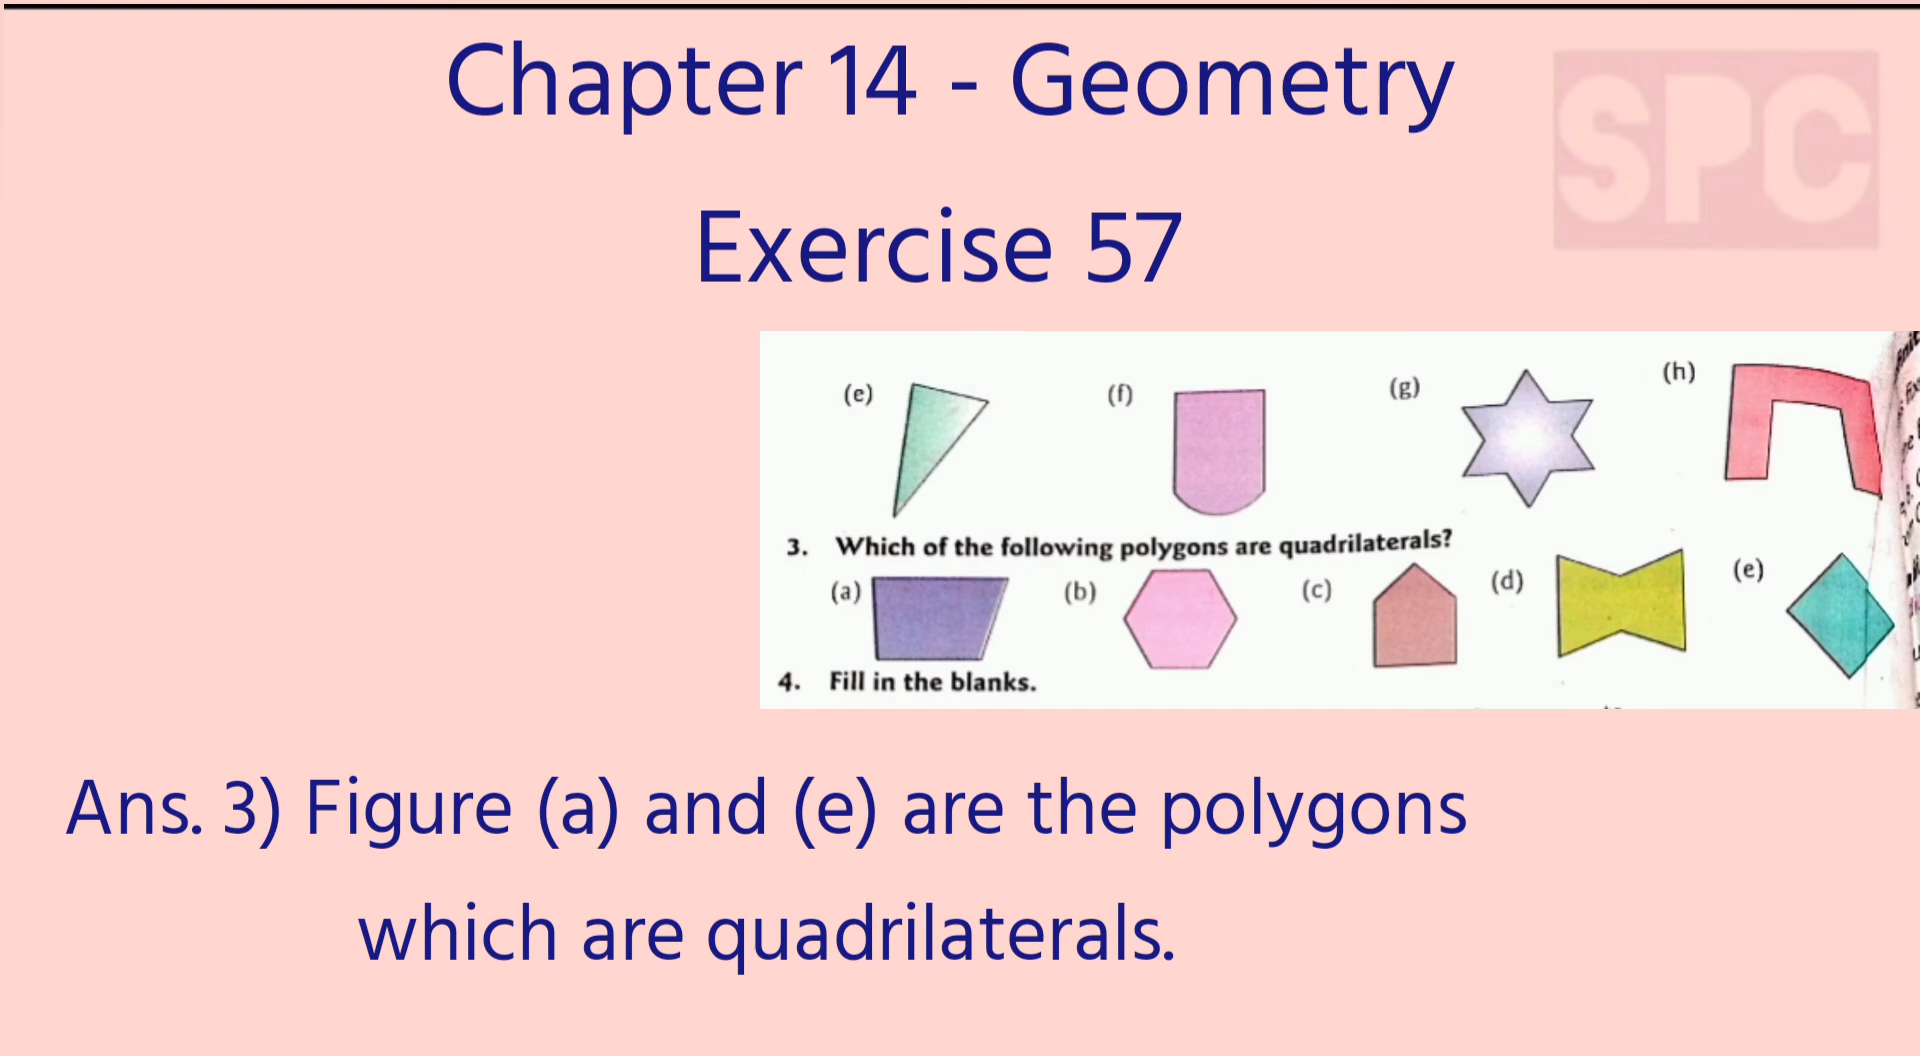 Chapter 14 - Geometry
SPC
Exercise 57
(e) (f) (g) (h)
3. Which of the following polygons are quadrilaterals?
(a) (b) (c) (d) (e)
4. Fill in the blanks.
Ans. 3) Figure (a) and (e) are the polygons
which are quadrilaterals.